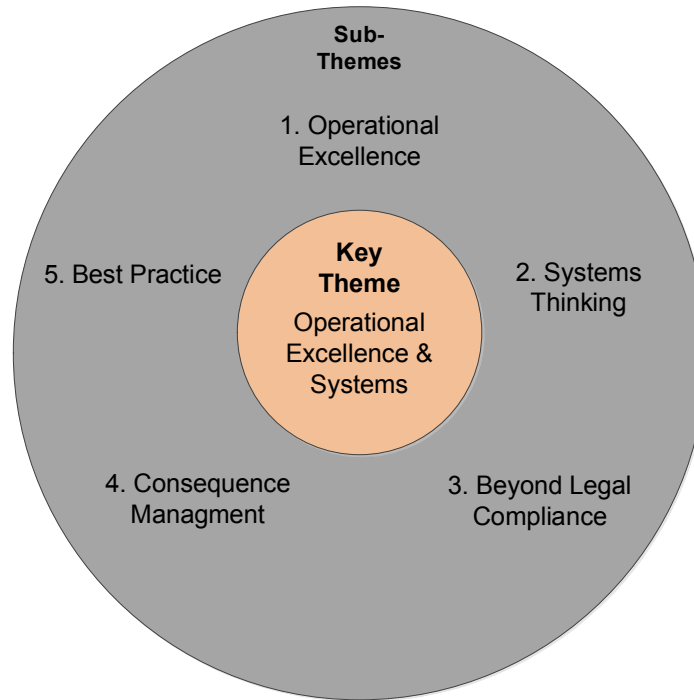 Sub-
Themes
1. Operational
Excellence
Key
Theme
Operational
Excellence &
Systems
2. Systems
Thinking
3. Beyond Legal
Compliance
4. Consequence
Managment
5. Best Practice